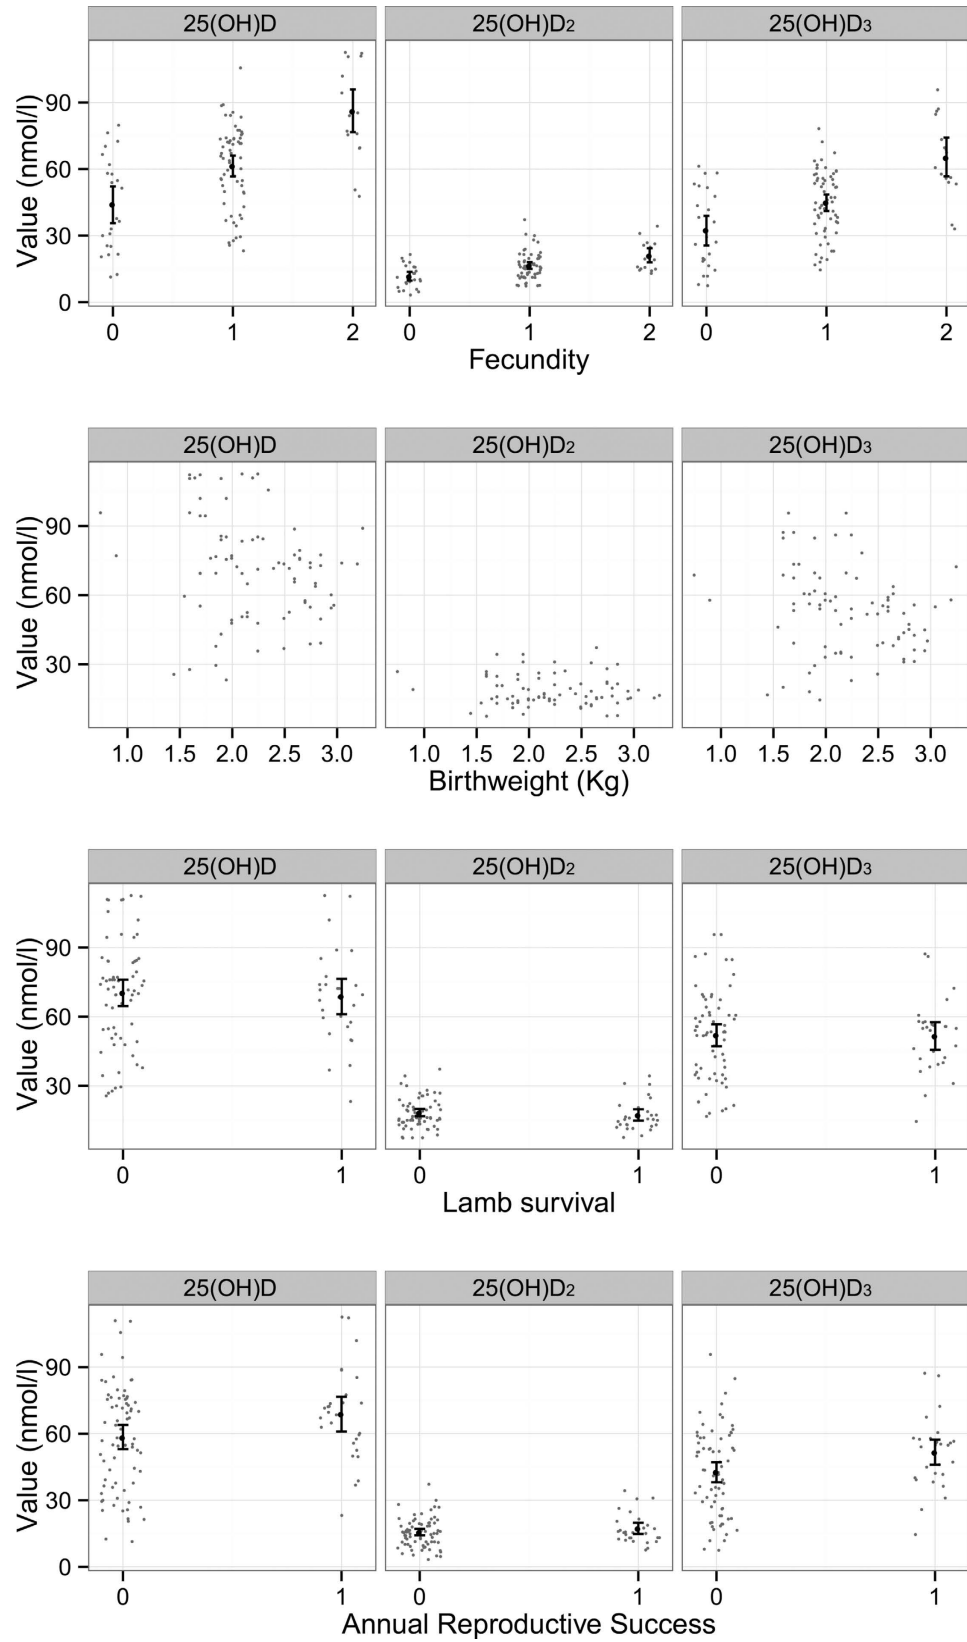 25(OH)D 25(OH)D2 25(OH)D3
Value (nmol/l)
90
60
30
0
0 1 2 0 1 2 0 1 2
Fecundity
25(OH)D 25(OH)D2 25(OH)D3
Value (nmol/l)
90
60
30
1.0 1.5 2.0 2.5 3.0 1.0 1.5 2.0 2.5 3.0 1.0 1.5 2.0 2.5 3.0
Birthweight (Kg)
25(OH)D 25(OH)D2 25(OH)D3
Value (nmol/l)
90
60
30
0 1 0 1 0 1
Lamb survival
25(OH)D 25(OH)D2 25(OH)D3
Value (nmol/l)
90
60
30
0
0 1 0 1 0 1
Annual Reproductive Success